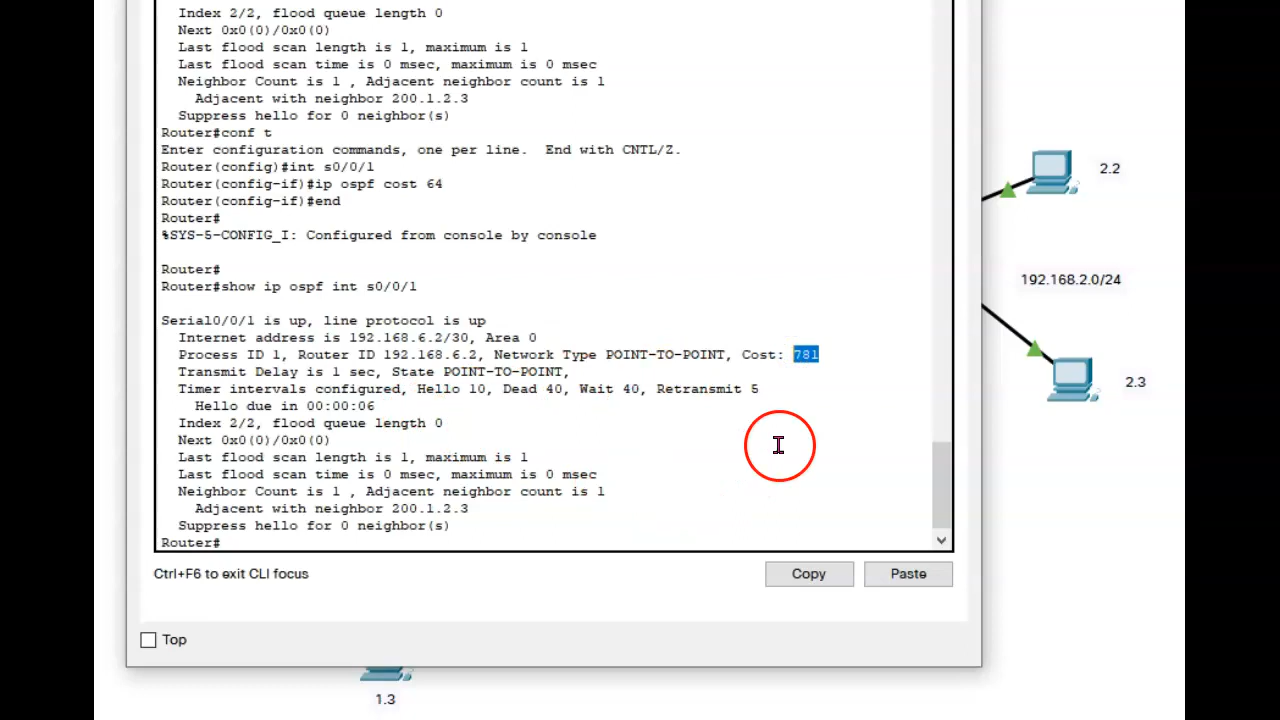 Index 2/2, flood queue length 0
Next 0x0(0)/0x0(0)
Last flood scan length is 1, maximum is 1
Last flood scan time is 0 msec, maximum is 0 msec
Neighbor Count is 1 , Adjacent neighbor count is 1
Adjacent with neighbor 200.1.2.3
Suppress hello for 0 neighbor(s)
Router#conf t
Enter configuration commands, one per line.  End with CNTL/Z.
Router(config)#int s0/0/1
Router(config-if)#ip ospf cost 64
Router(config-if)#end
Router#
%SYS-5-CONFIG_I: Configured from console by console
Router#
Router#show ip ospf int s0/0/1
Serial0/0/1 is up, line protocol is up
Internet address is 192.168.6.2/30, Area 0
Process ID 1, Router ID 192.168.6.2, Network Type POINT-TO-POINT, Cost: 781
Transmit Delay is 1 sec, State POINT-TO-POINT,
Timer intervals configured, Hello 10, Dead 40, Wait 40, Retransmit 5
Hello due in 00:00:06
Index 2/2, flood queue length 0
Next 0x0(0)/0x0(0)
Last flood scan length is 1, maximum is 1
Last flood scan time is 0 msec, maximum is 0 msec
Neighbor Count is 1 , Adjacent neighbor count is 1
Adjacent with neighbor 200.1.2.3
Suppress hello for 0 neighbor(s)
Router#
Ctrl+F6 to exit CLI focus
Copy
Paste
Top
2.2
192.168.2.0/24
2.3
1.3